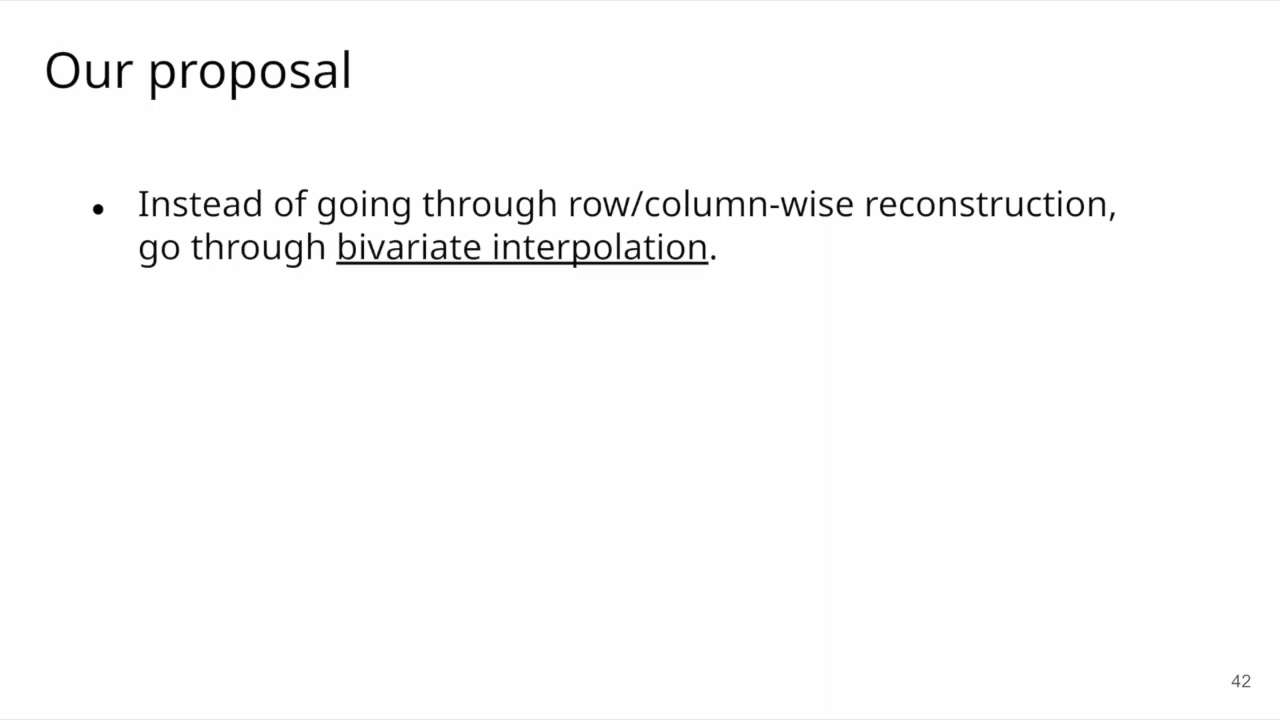 Our proposal
● Instead of going through row/column-wise reconstruction,
go through bivariate interpolation.
42